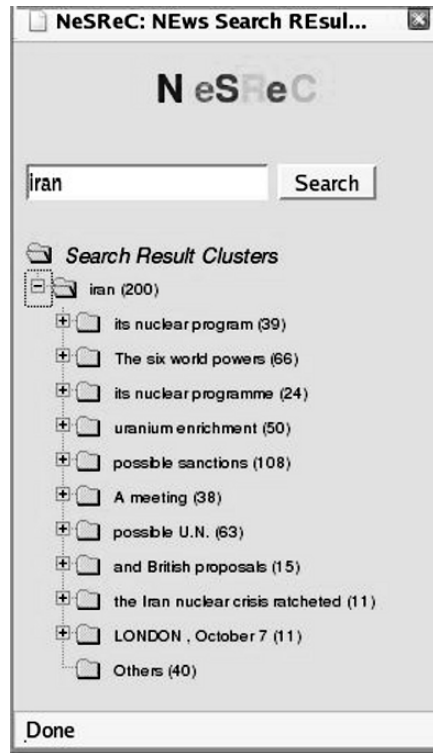 NeSReC: NEws Search REsul...
NeSReC
iran
Search
Search Result Clusters
iran (200)
its nuclear program (39)
The six world powers (66)
its nuclear programme (24)
uranium enrichment (50)
possible sanctions (108)
A meeting (38)
possible U.N. (63)
and British proposals (15)
the Iran nuclear crisis ratcheted (11)
LONDON , October 7 (11)
Others (40)
Done